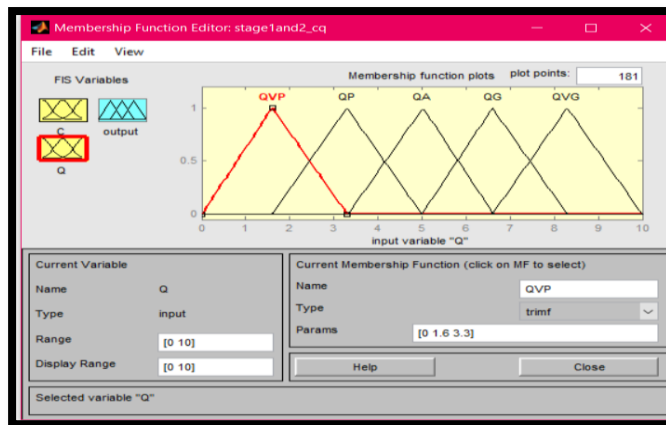 Membership Function Editor: stage1and2_cq
File Edit View
FIS Variables
Membership function plots plot points: 181
C output
Q
QVP QP QA QG QVG
1
0.5
0
0 1 2 3 4 5 6 7 8 9 10
input variable "Q"
Current Variable
Name Q
Type input
Range [0 10]
Display Range [0 10]
Current Membership Function (click on MF to select)
Name QVP
Type trimf
Params [0 1.6 3.3]
Help Close
Selected variable "Q"